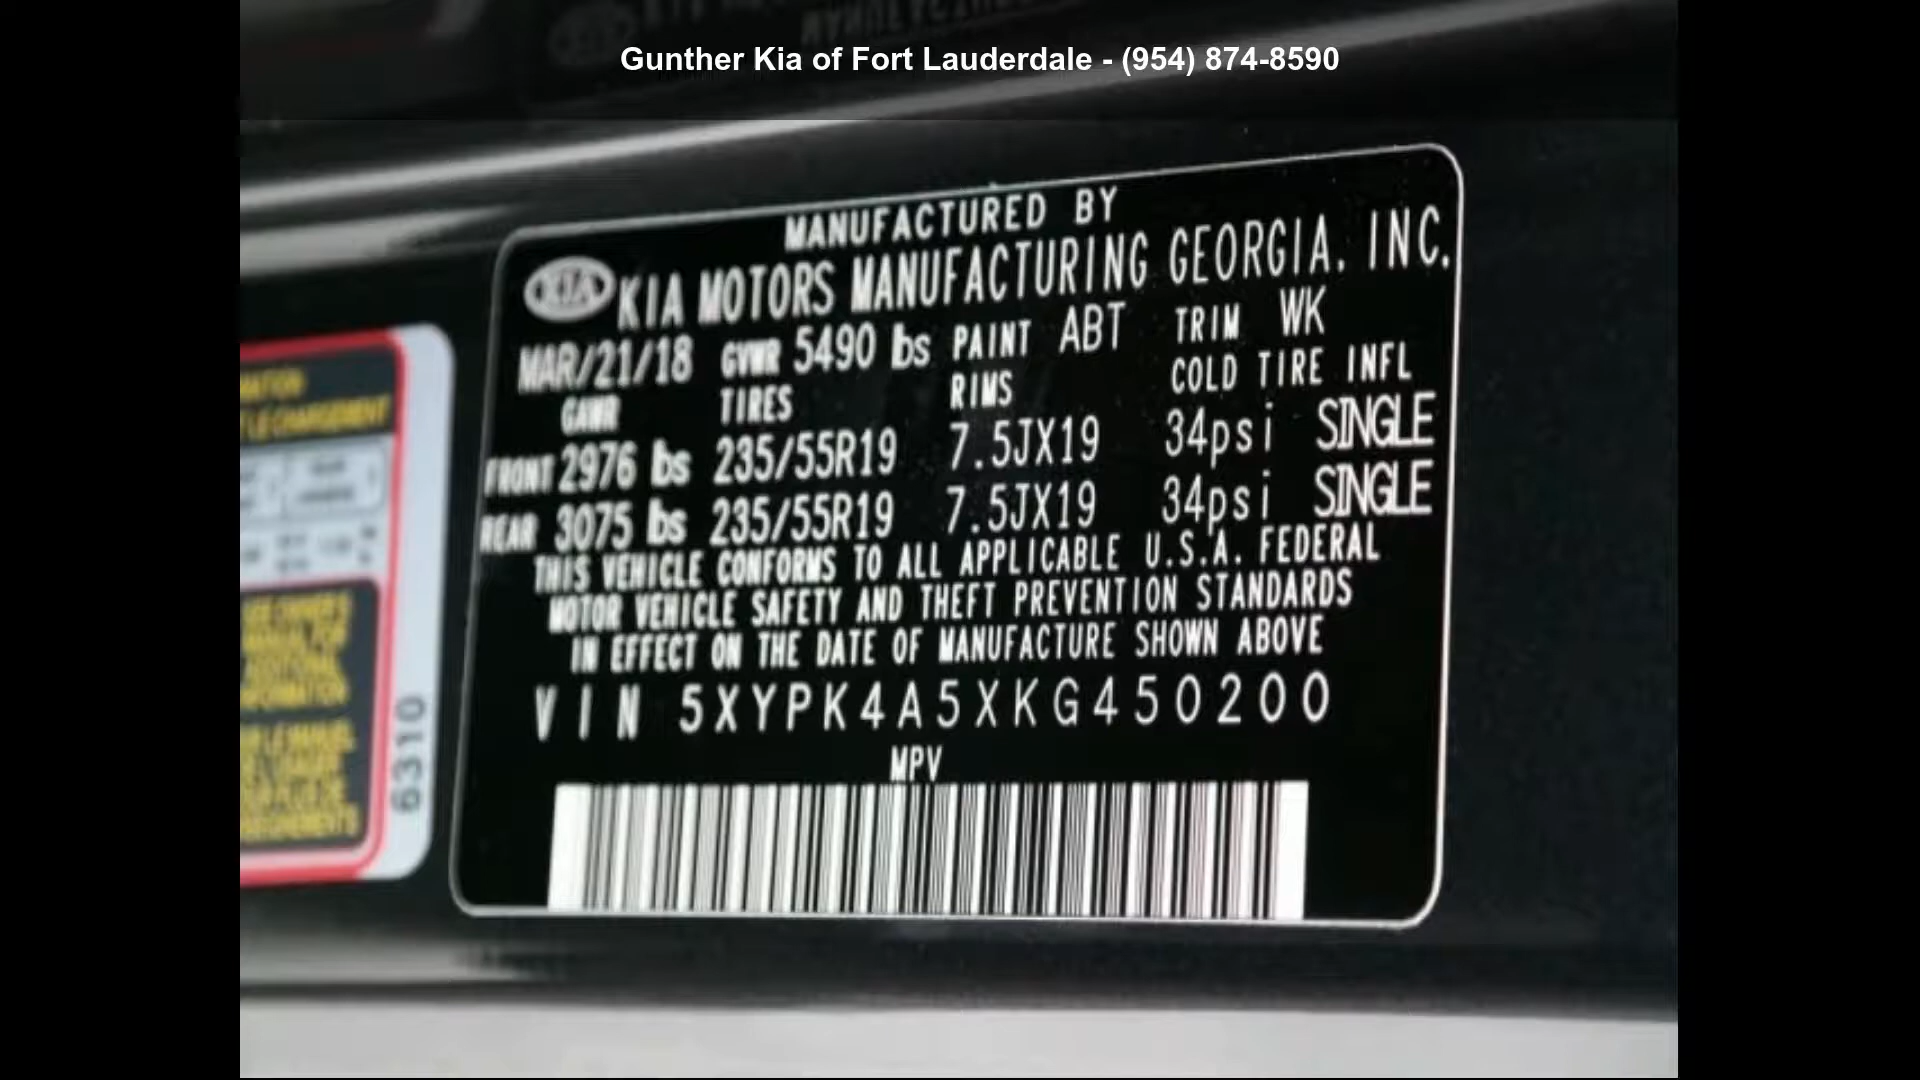 Gunther Kia of Fort Lauderdale - (954) 874-8590
MANUFACTURED BY
KIA KIA MOTORS MANUFACTURING GEORGIA. INC.
MAR/21/18 GVWR 5490 lbs PAINT ABT TRIM WK
GAWR TIRES RIMS COLD TIRE INFL
FRONT 2976 lbs 235/55R19 7.5JX19 34psi SINGLE
REAR 3075 lbs 235/55R19 7.5JX19 34psi SINGLE
THIS VEHICLE CONFORMS TO ALL APPLICABLE U.S.A. FEDERAL
MOTOR VEHICLE SAFETY AND THEFT PREVENTION STANDARDS
IN EFFECT ON THE DATE OF MANUFACTURE SHOWN ABOVE
VIN 5XYPK4A5XKG450200
MPV
6310